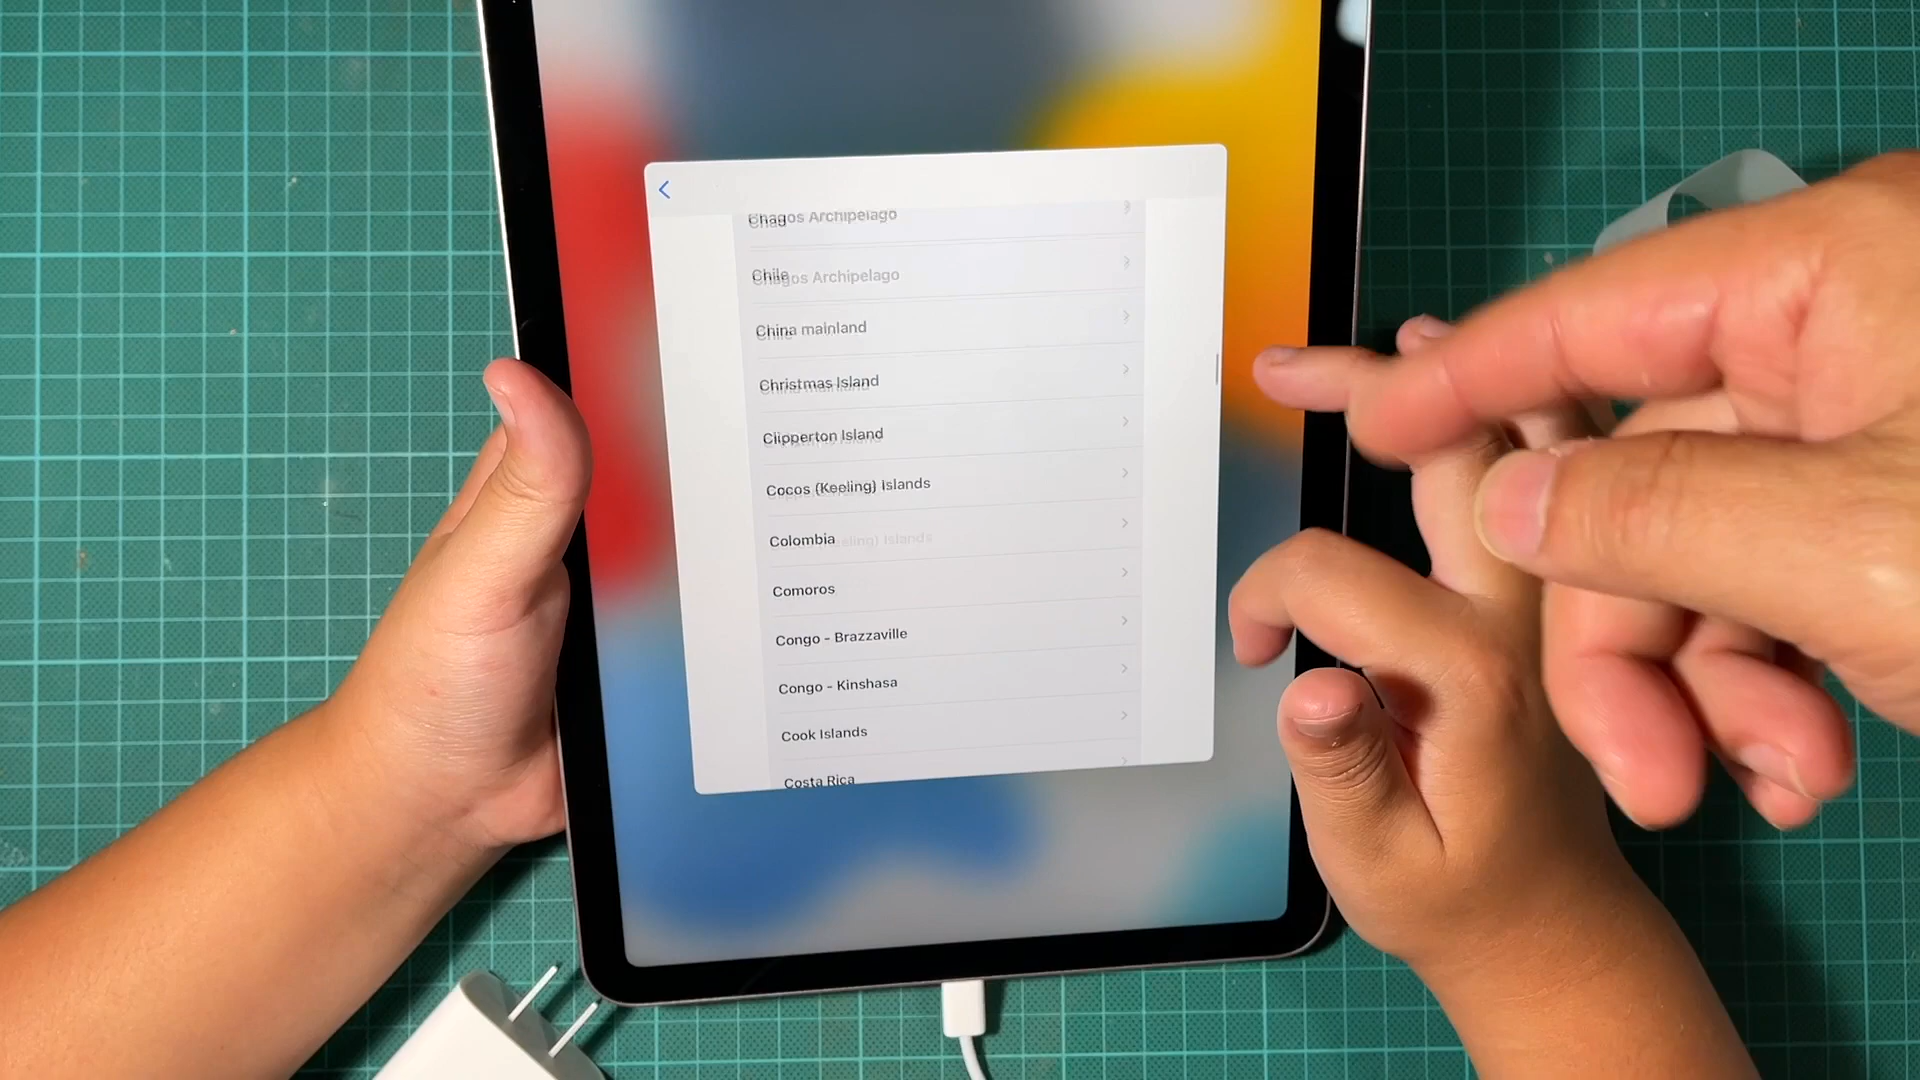 Chagos Archipelago
Chile
China mainland
Christmas Island
Clipperton Island
Cocos (Keeling) Islands
Colombia
Comoros
Congo - Brazzaville
Congo - Kinshasa
Cook Islands
Costa Rica